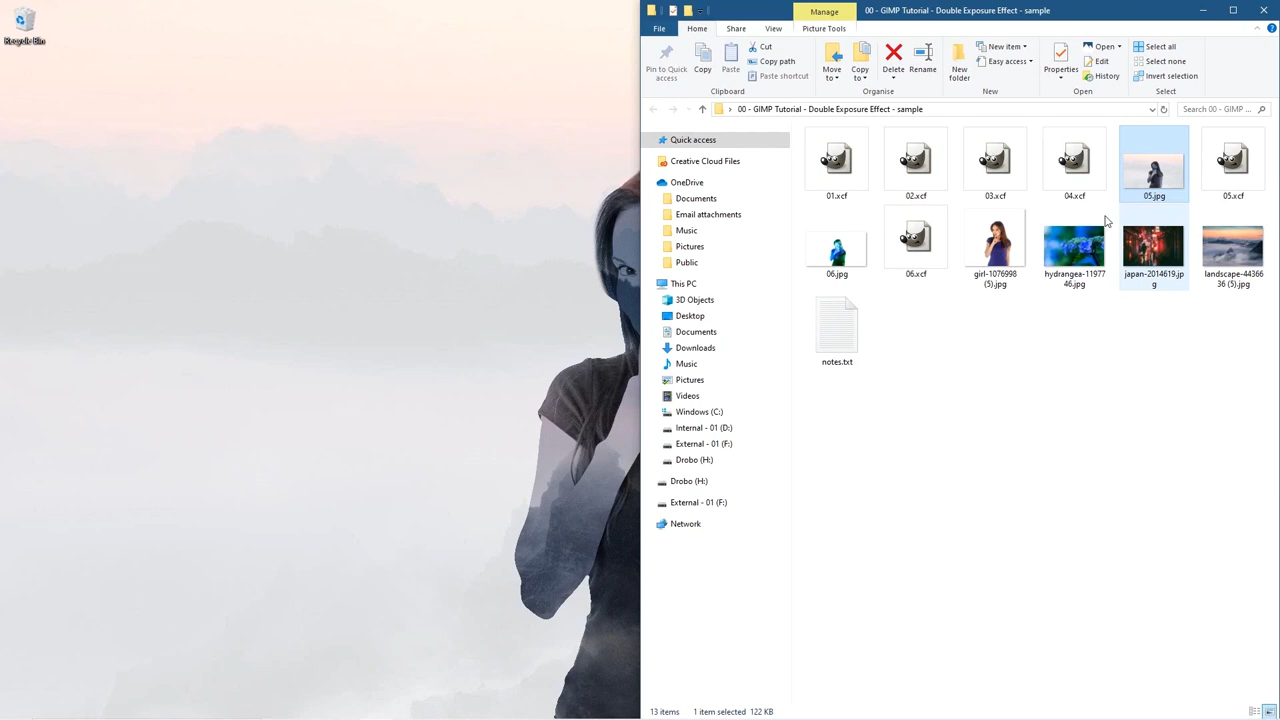 Recycle Bin
Manage
00 - GIMP Tutorial - Double Exposure Effect - sample
File
Home
Share
View
Picture Tools
Pin to Quick
access
Copy
Paste
Cut
Copy path
Paste shortcut
Clipboard
Move
to
Copy
to
Delete
Rename
Organise
New
folder
New item
Easy access
New
Properties
Open
Edit
History
Open
Select all
Select none
Invert selection
Select
00 - GIMP Tutorial - Double Exposure Effect - sample
Search 00 - GIMP ...
Quick access
Creative Cloud Files
OneDrive
Documents
Email attachments
Music
Pictures
Public
This PC
3D Objects
Desktop
Documents
Downloads
Music
Pictures
Videos
Windows (C:)
Internal - 01 (D:)
External - 01 (F:)
Drobo (H:)
Drobo (H:)
External - 01 (F:)
Network
01.xcf
02.xcf
03.xcf
04.xcf
05.jpg
05.xcf
06.jpg
06.xcf
girl-1076998
(5).jpg
hydrangea-11977
46.jpg
japan-2014619.jp
g
landscape-44366
36 (5).jpg
notes.txt
13 items
1 item selected 122 KB